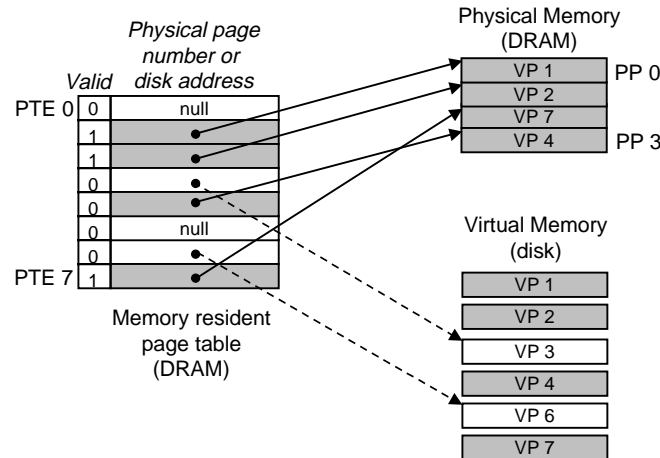 Physical page
number or
disk address
Valid
PTE 0 0 null
1
1
0
0
0 null
0
PTE 7 1
Memory resident
page table
(DRAM)
Physical Memory
(DRAM)
VP 1 PP 0
VP 2
VP 7
VP 4 PP 3
Virtual Memory
(disk)
VP 1
VP 2
VP 3
VP 4
VP 6
VP 7